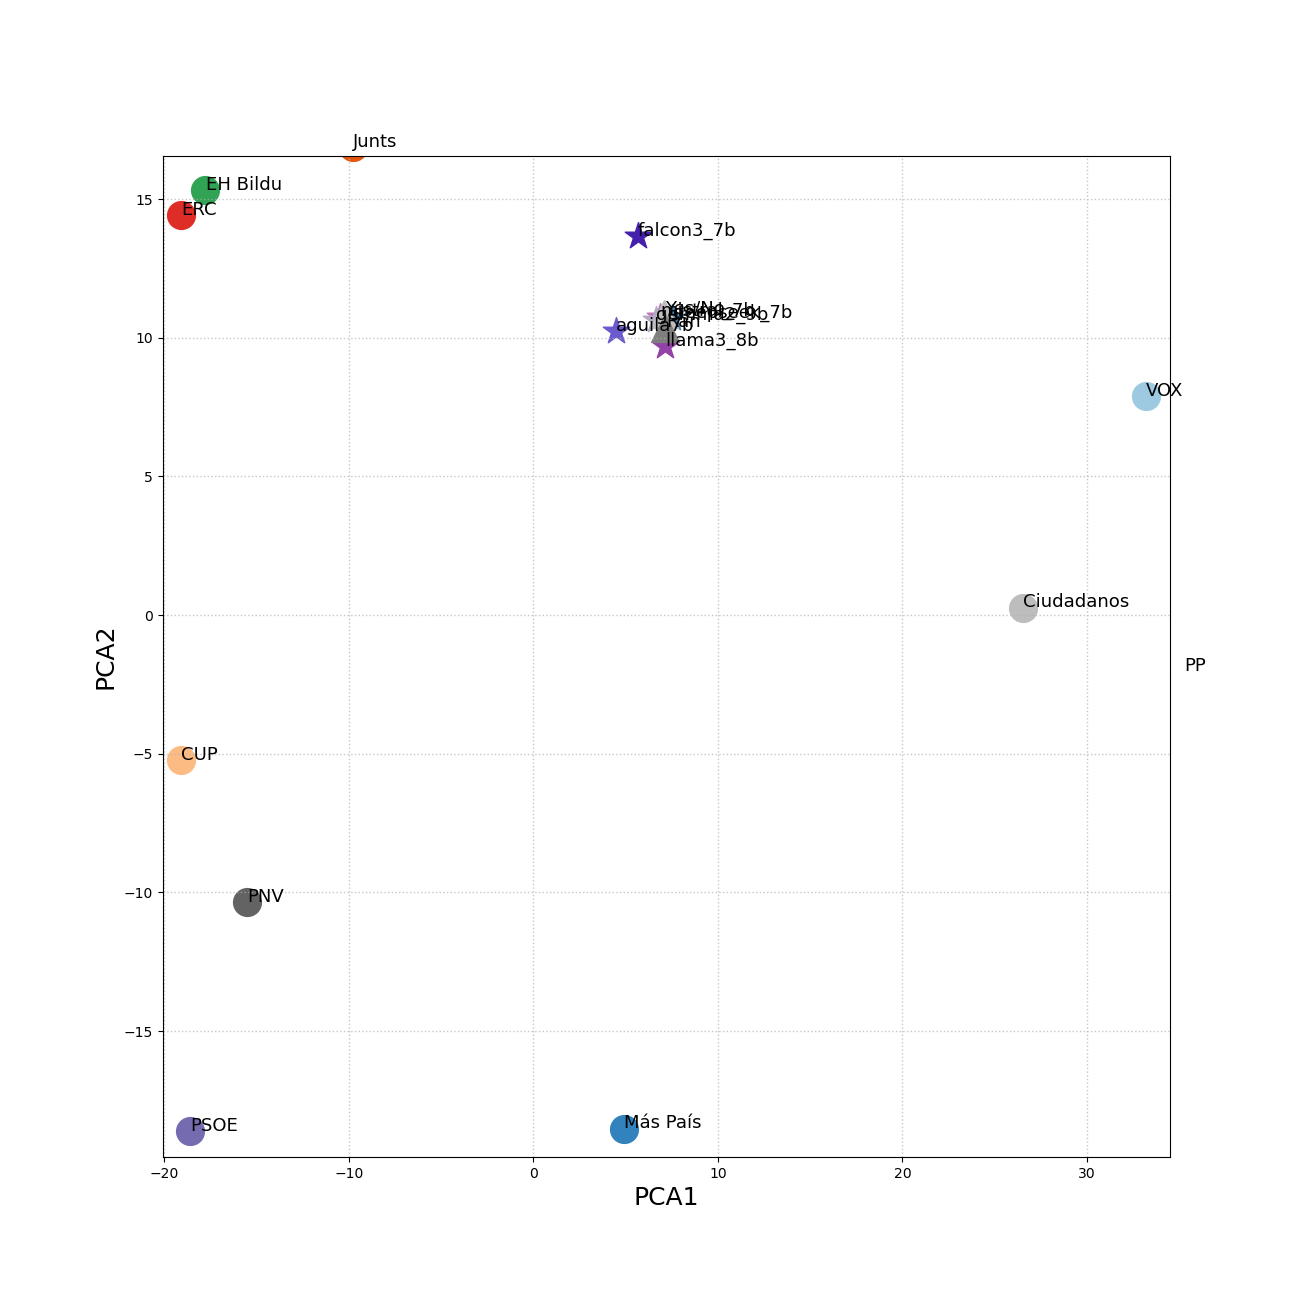 Junts
EH Bildu
ERC
falcon3_7b
aguila7b
llama3_8b
VOX
Ciudadanos
PP
CUP
PNV
PSOE
Más País
15
10
5
0
−5
−10
−15
PCA2
−20
−10
0
10
20
30
PCA1